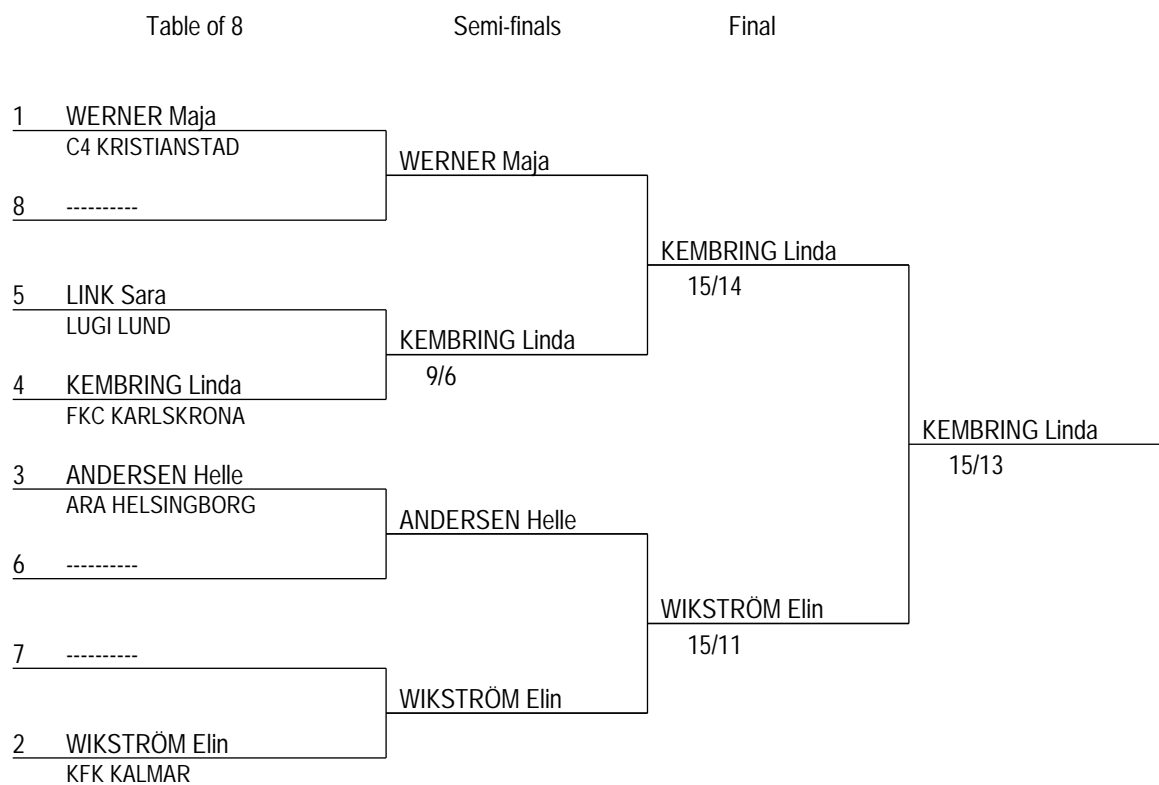 Table of 8 Semi-finals Final
1 WERNER Maja
C4 KRISTIANSTAD
WERNER Maja
8 ----------
KEMBRING Linda
15/14
5 LINK Sara
LUGI LUND
KEMBRING Linda
9/6
4 KEMBRING Linda
FKC KARLSKRONA
KEMBRING Linda
15/13
3 ANDERSEN Helle
ARA HELSINGBORG
ANDERSEN Helle
6 ----------
WIKSTRÖM Elin
15/11
7 ----------
WIKSTRÖM Elin
2 WIKSTRÖM Elin
KFK KALMAR